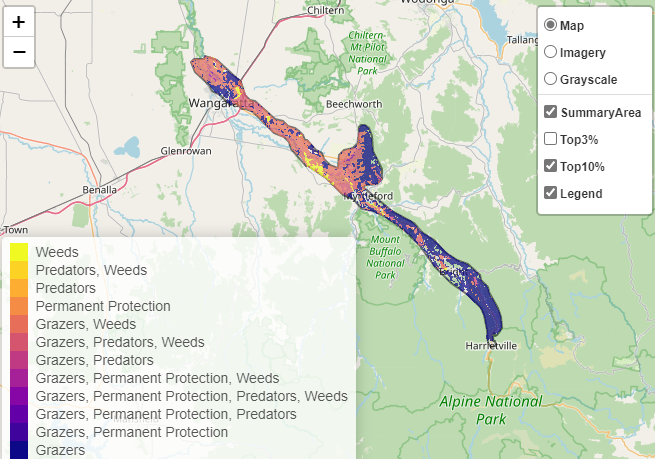 Wodonga
Chiltern
+
−
Chiltern-
Mt Pilot
National
Park
Map
Imagery
Grayscale
SummaryArea
Top3%
Top10%
Legend
Wangaratta
Beechworth
Glenrowan
Benalla
Town
Mount
Buffalo
National
Park
Harrietville
Alpine National
Park
Weeds
Predators, Weeds
Predators
Permanent Protection
Grazers, Weeds
Grazers, Predators, Weeds
Grazers, Predators
Grazers, Permanent Protection, Weeds
Grazers, Permanent Protection, Predators, Weeds
Grazers, Permanent Protection, Predators
Grazers, Permanent Protection
Grazers